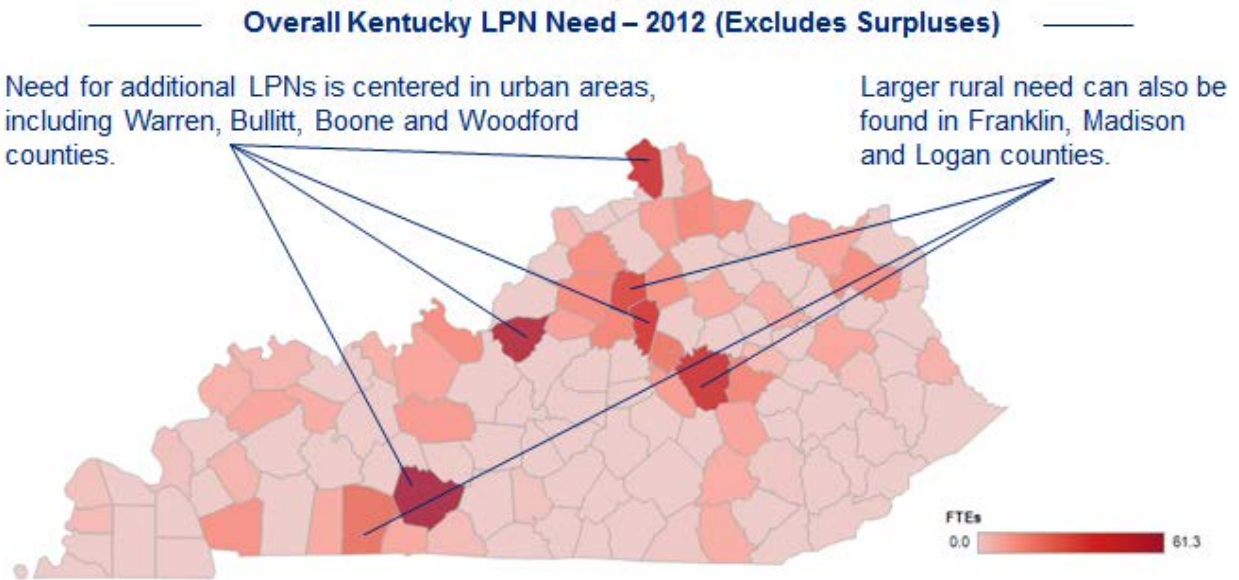 Overall Kentucky LPN Need – 2012 (Excludes Surpluses)
Need for additional LPNs is centered in urban areas,
including Warren, Bullitt, Boone and Woodford
counties.
Larger rural need can also be
found in Franklin, Madison
and Logan counties.
FTEs
0.0 61.3